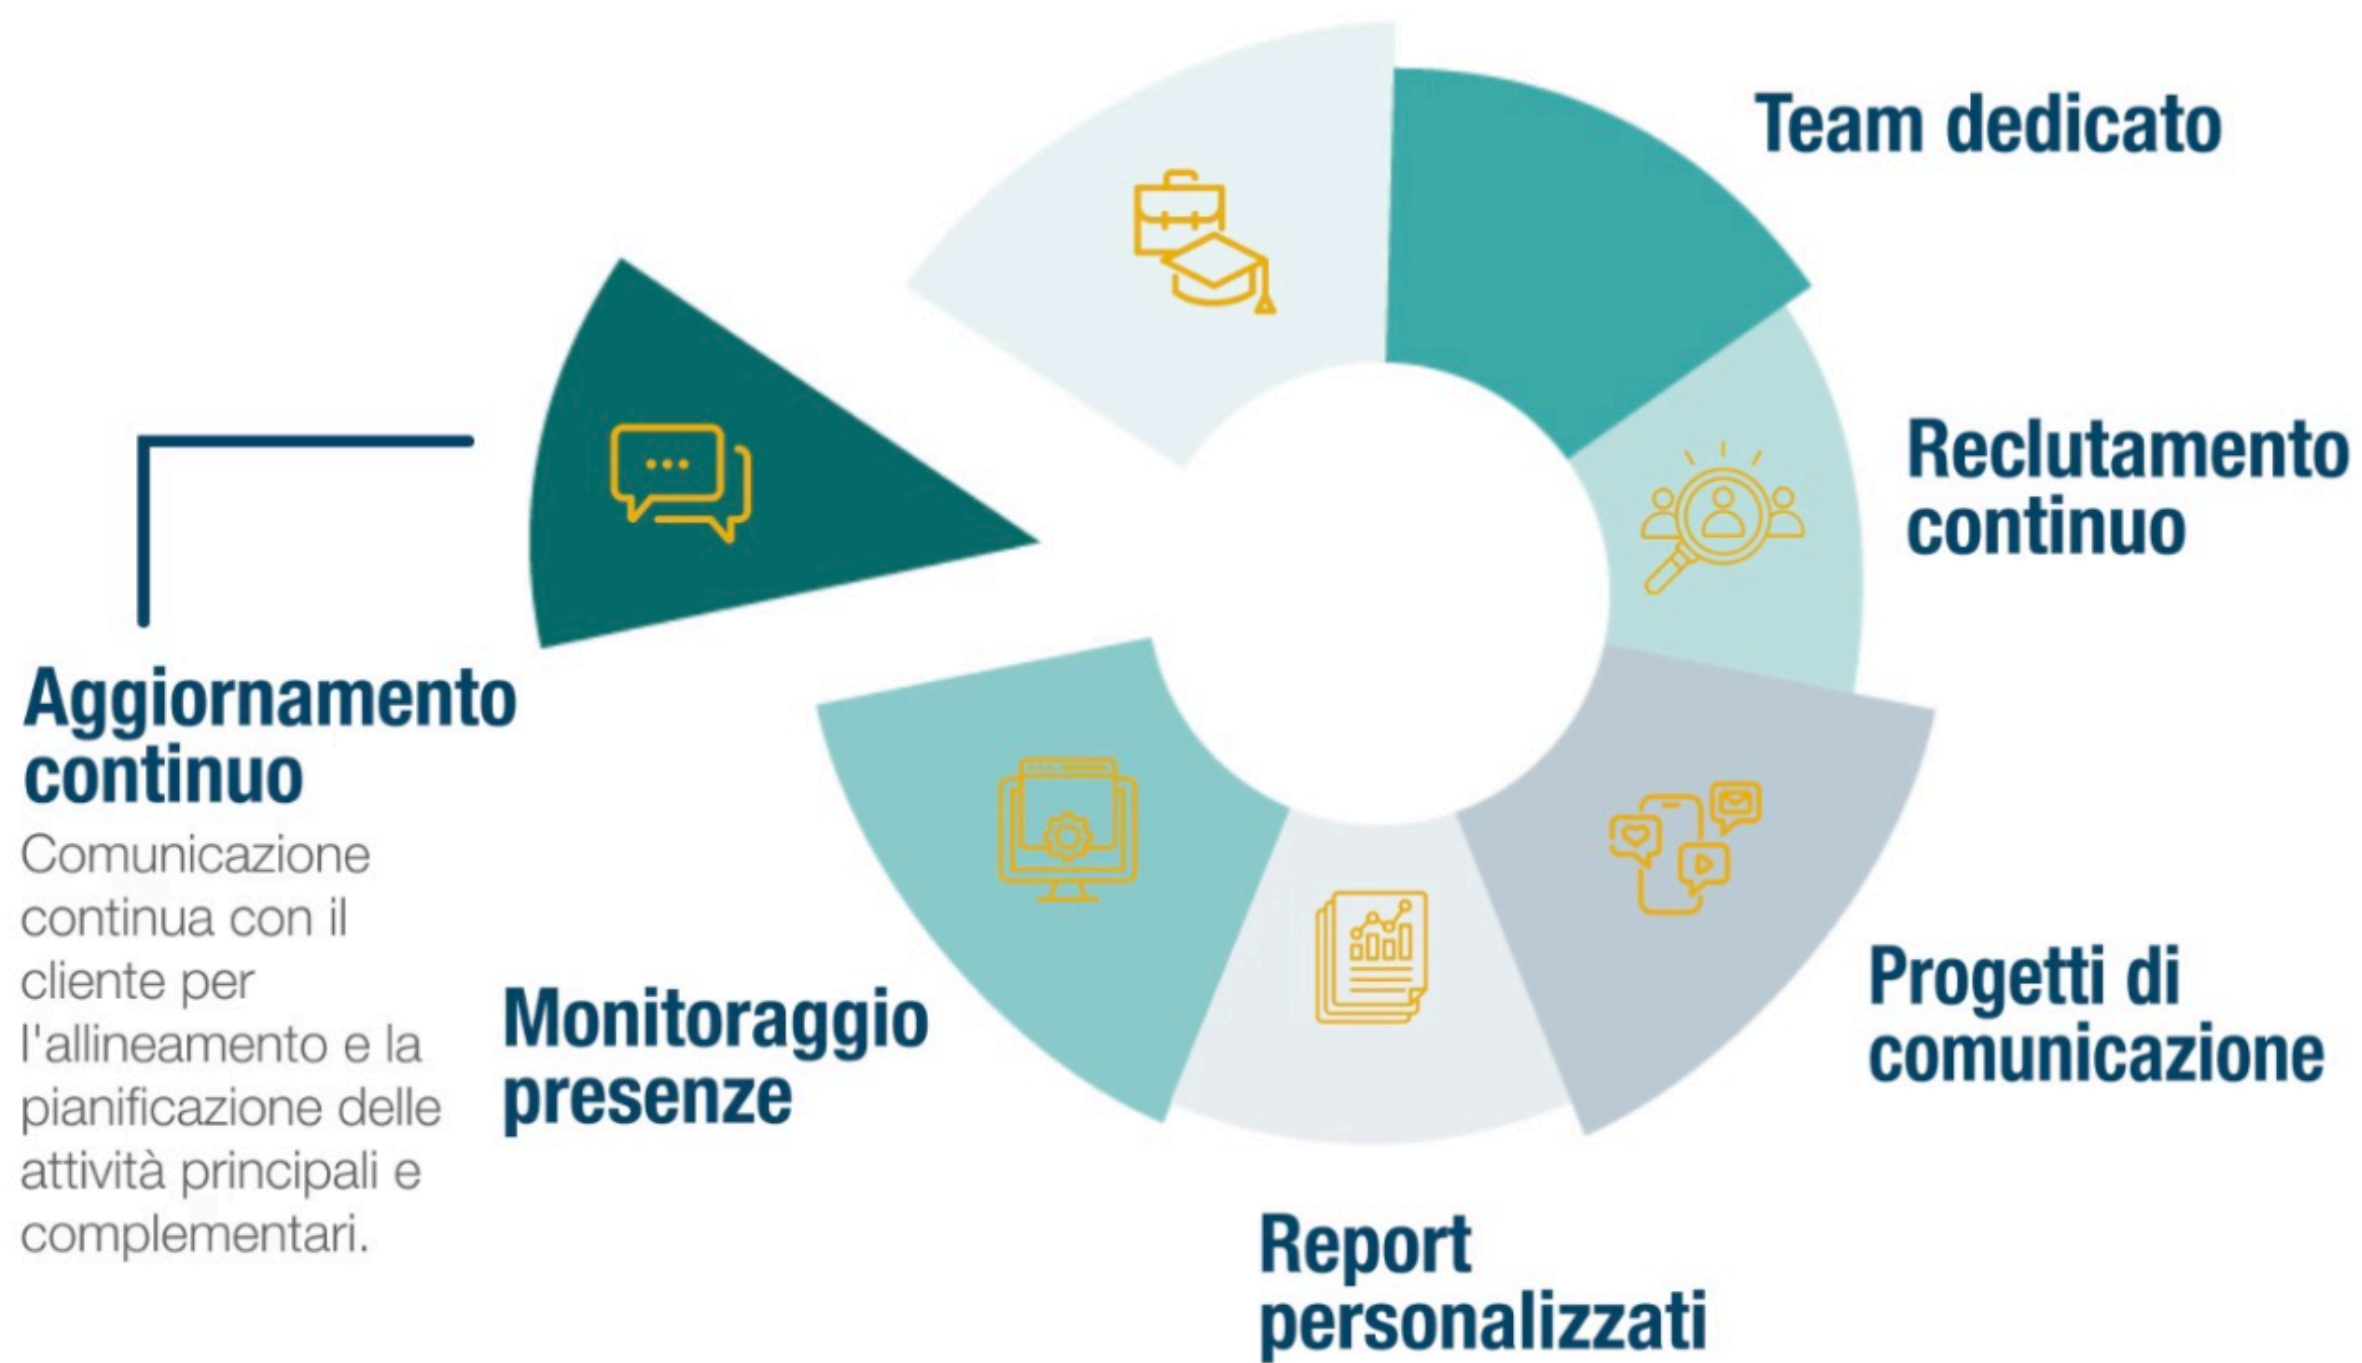 Team dedicato
Reclutamento
continuo
Aggiornamento
continuo
Comunicazione
continua con il
cliente per
l'allineamento e la
pianificazione delle
attività principali e
complementari.
Monitoraggio
presenze
Progetti di
comunicazione
Report
personalizzati